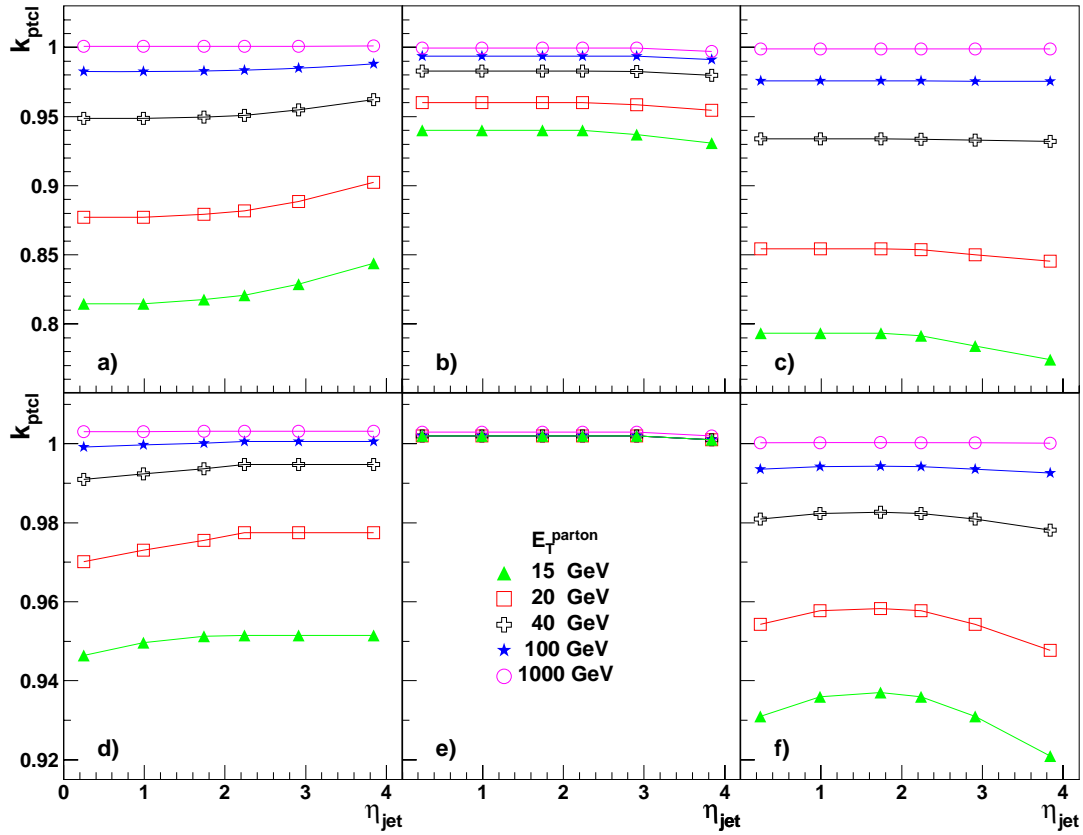 k_ptcl
1
0.95
0.9
0.85
0.8
a)
b)
c)
k_ptcl
1
0.98
0.96
0.94
0.92
E_T^parton
15 GeV
20 GeV
40 GeV
100 GeV
1000 GeV
d)
e)
f)
0 1 2 3 4
1 2 3 4
1 2 3 4
η_jet
η_jet
η_jet